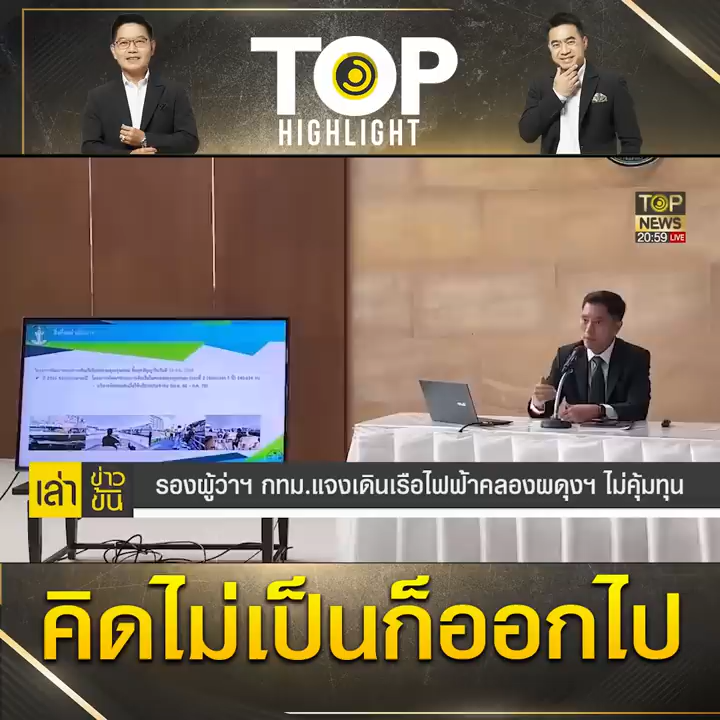 TOP
HIGHLIGHT
TOP
NEWS
20:59 LIVE
เล่าข่าวข้น
รองผู้ว่าฯ กทม.แจงเดินเรือไฟฟ้าคลองผดุงฯ ไม่คุ้มทุน
คิดไม่เป็นก็ออกไป